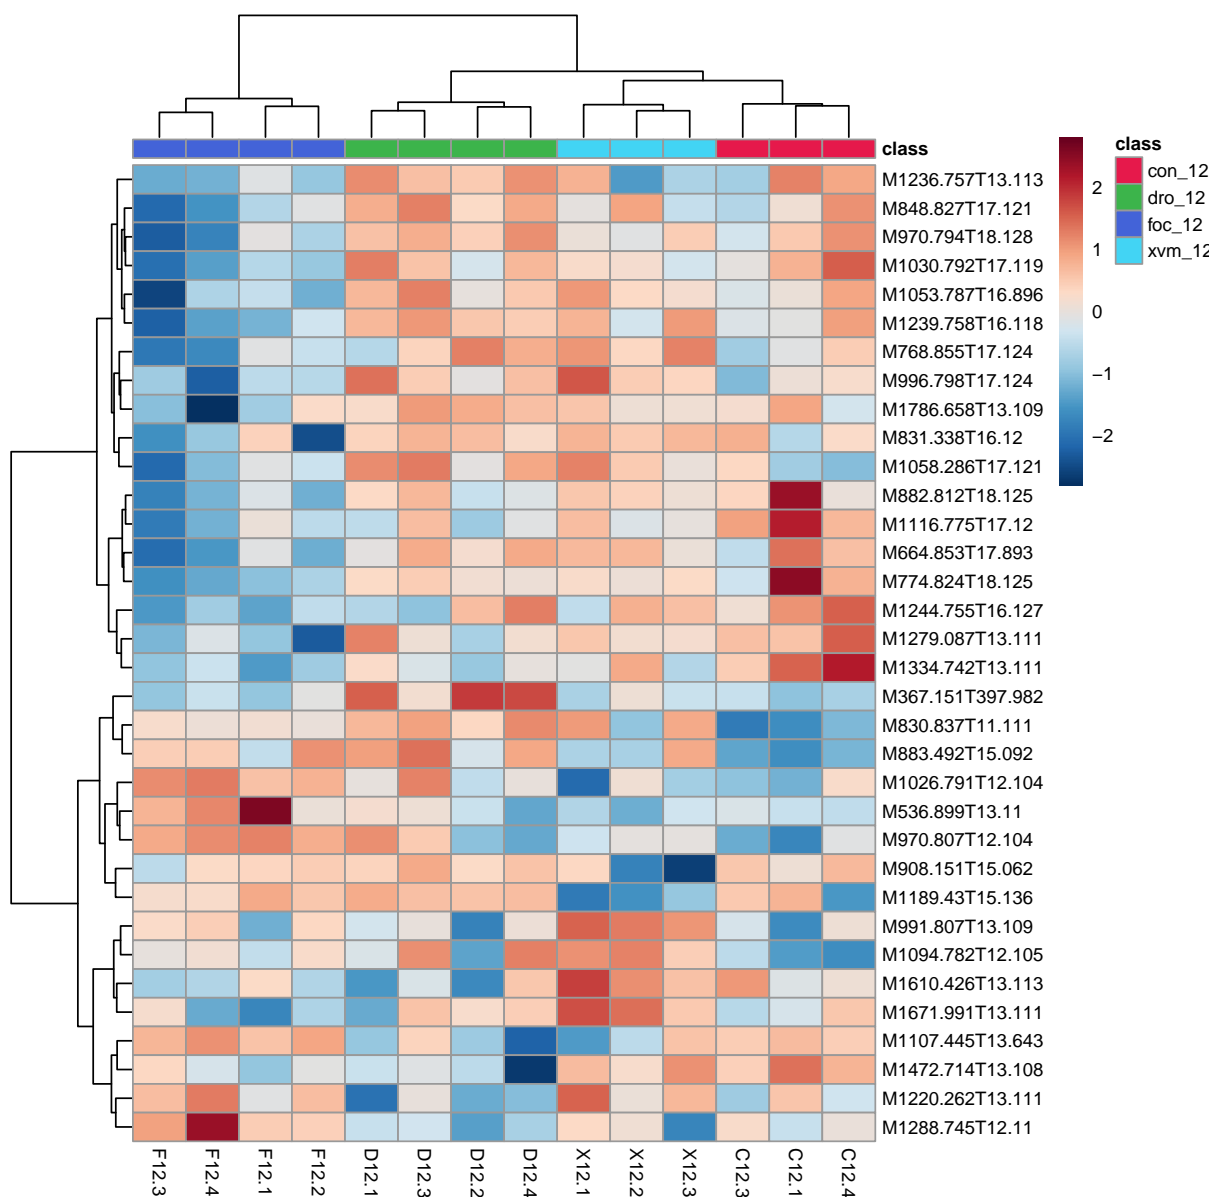 class
M1236.757T13.113
M848.827T17.121
M970.794T18.128
M1030.792T17.119
M1053.787T16.896
M1239.758T16.118
M768.855T17.124
M996.798T17.124
M1786.658T13.109
M831.338T16.12
M1058.286T17.121
M882.812T18.125
M1116.775T17.12
M664.853T17.893
M774.824T18.125
M1244.755T16.127
M1279.087T13.111
M1334.742T13.111
M367.151T397.982
M830.837T11.111
M883.492T15.092
M1026.791T12.104
M536.899T13.11
M970.807T12.104
M908.151T15.062
M1189.43T15.136
M991.807T13.109
M1094.782T12.105
M1610.426T13.113
M1671.991T13.111
M1107.445T13.643
M1472.714T13.108
M1220.262T13.111
M1288.745T12.11
F12.3
F12.4
F12.1
F12.2
D12.1
D12.3
D12.2
D12.4
X12.1
X12.2
X12.3
C12.3
C12.1
C12.4
2
1
0
−1
−2
class
con_12
dro_12
foc_12
xvm_12